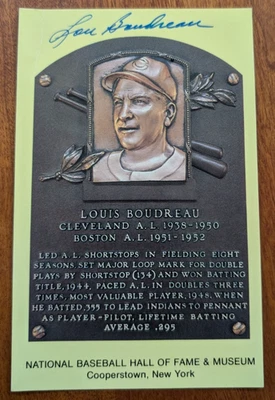 Lou Boudreau
LOUIS BOUDREAU
CLEVELAND A.L. 1938-1950
BOSTON A.L. 1951-1952
LED A.L. SHORTSTOPS IN FIELDING EIGHT
SEASONS. SET MAJOR LOOP MARK FOR DOUBLE
PLAYS BY SHORTSTOP (134) AND WON BATTING
TITLE, 1944. PACED A.L. IN DOUBLES THREE
TIMES. MOST VALUABLE PLAYER, 1948, WHEN
HE BATTED .355 TO LEAD INDIANS TO PENNANT
AS PLAYER-PILOT. LIFETIME BATTING
AVERAGE .295
NATIONAL BASEBALL HALL OF FAME & MUSEUM
Cooperstown, New York